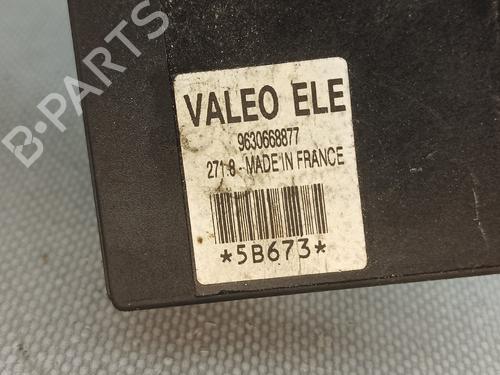 B-PARTS
VALEO ELE
9630668877
271.8 - MADE IN FRANCE
*5B673*